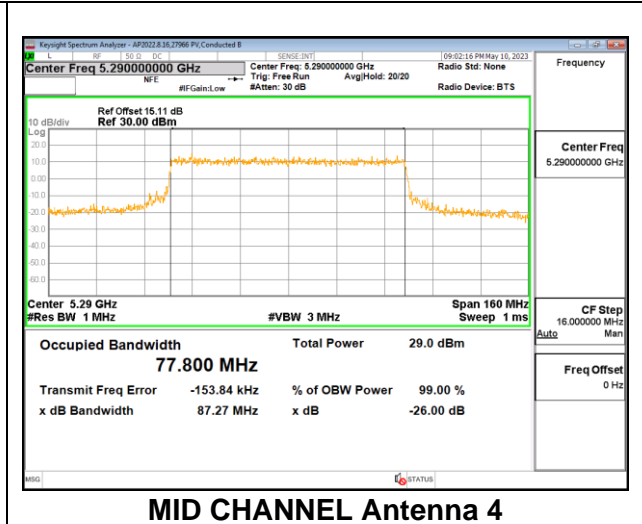 Keysight Spectrum Analyzer - AP2022.8.16,27966 PV,Conducted B
L RF 50 Ω DC SENSE:INT 09:02:16 PM May 10, 2023
Center Freq 5.290000000 GHz Center Freq: 5.290000000 GHz Radio Std: None
NFE Trig: Free Run Avg|Hold: 20/20
#IFGain:Low #Atten: 30 dB Radio Device: BTS
Frequency
Ref Offset 15.11 dB
10 dB/div Ref 30.00 dBm
Log
20.0
10.0
0.00
-10.0
-20.0
-30.0
-40.0
-50.0
-60.0
Center Freq
5.290000000 GHz
Center 5.29 GHz Span 160 MHz
#Res BW 1 MHz #VBW 3 MHz Sweep 1 ms
CF Step
16.000000 MHz
Auto Man
Occupied Bandwidth Total Power 29.0 dBm
77.800 MHz
Transmit Freq Error -153.84 kHz % of OBW Power 99.00 %
x dB Bandwidth 87.27 MHz x dB -26.00 dB
Freq Offset
0 Hz
MSG STATUS
MID CHANNEL Antenna 4